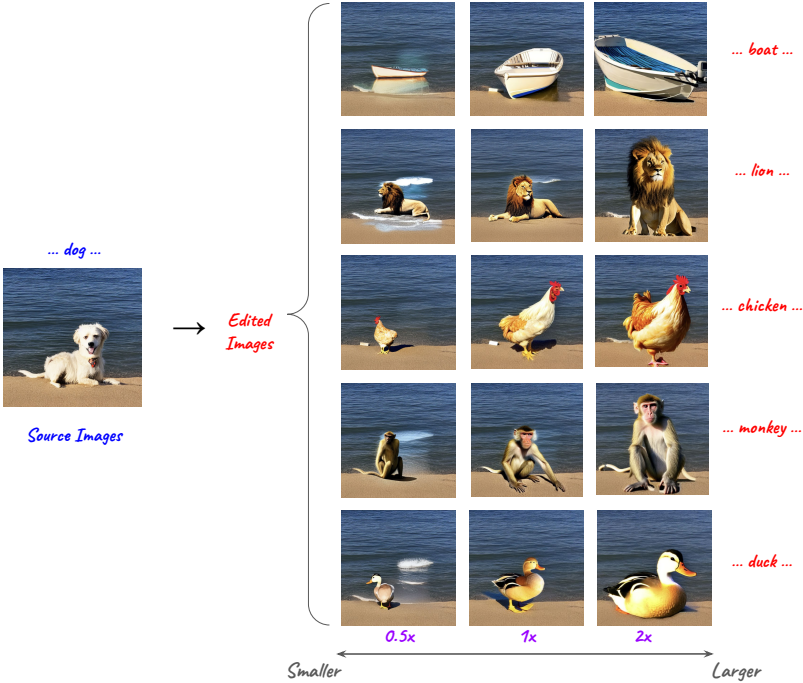 ... boat ...
... lion ...
... dog ...
Edited
Images
... chicken ...
Source Images
... monkey ...
... duck ...
0.5x 1x 2x
Smaller Larger